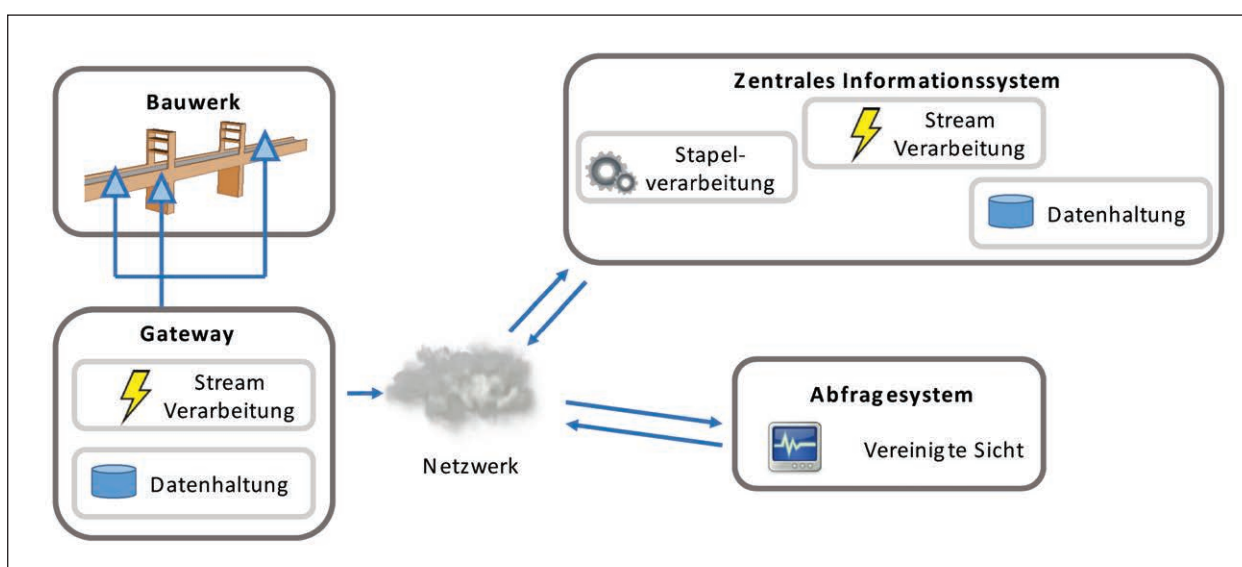 Bauwerk
Gateway
Stream
Verarbeitung
Datenhaltung
Netzwerk
Zentrales Informationssystem
Stapel-
verarbeitung
Stream
Verarbeitung
Datenhaltung
Abfragesystem
Vereinigte Sicht